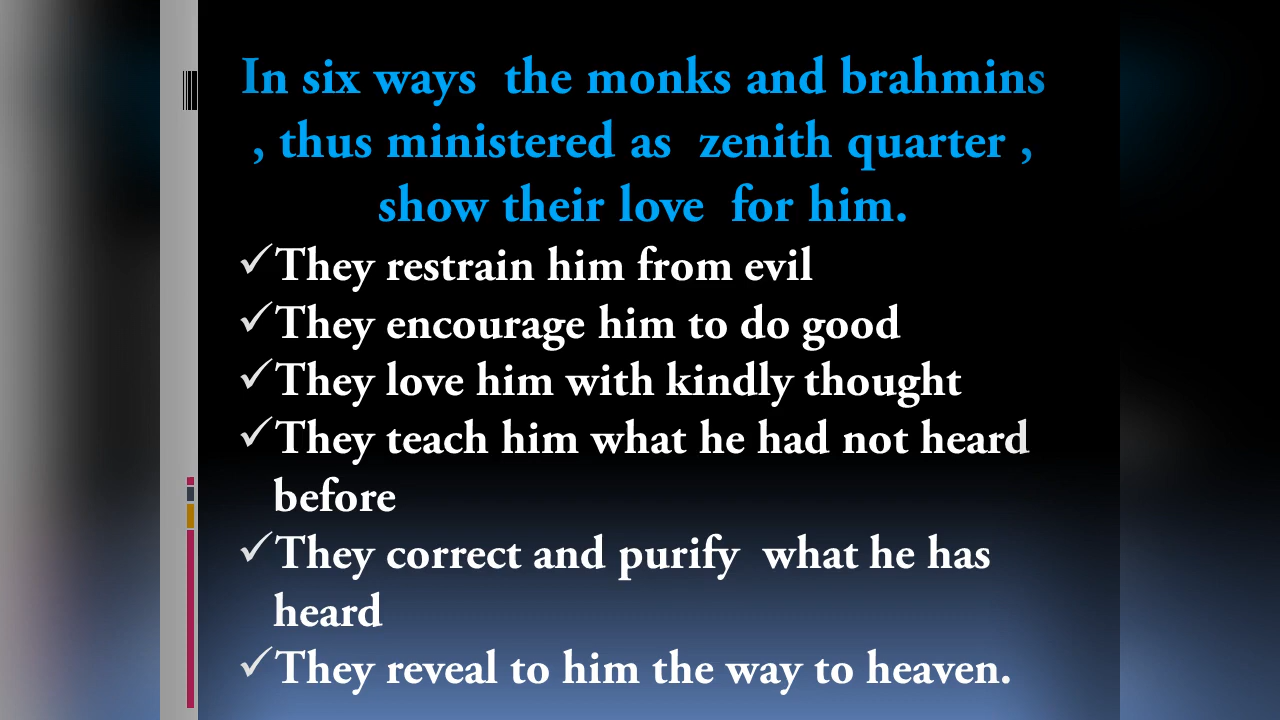 In six ways the monks and brahmins
, thus ministered as zenith quarter ,
show their love for him.
✓They restrain him from evil
✓They encourage him to do good
✓They love him with kindly thought
✓They teach him what he had not heard
before
✓They correct and purify what he has
heard
✓They reveal to him the way to heaven.